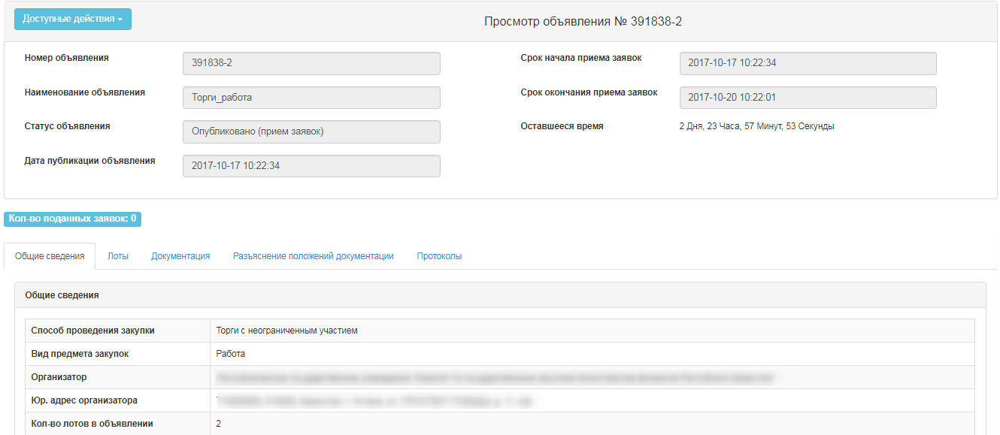 Доступные действия
Просмотр объявления № 391838-2
Номер объявления 391838-2
Срок начала приема заявок 2017-10-17 10:22:34
Наименование объявления Торги_работа
Срок окончания приема заявок 2017-10-20 10:22:01
Статус объявления Опубликовано (прием заявок)
Оставшееся время 2 Дня, 23 Часа, 57 Минут, 53 Секунды
Дата публикации объявления 2017-10-17 10:22:34
Кол-во поданных заявок: 0
Общие сведения Лоты Документация Разъяснение положений документации Протоколы
Общие сведения
Способ проведения закупки Торги с неограниченным участием
Вид предмета закупок Работа
Организатор
Юр. адрес организатора
Кол-во лотов в объявлении 2